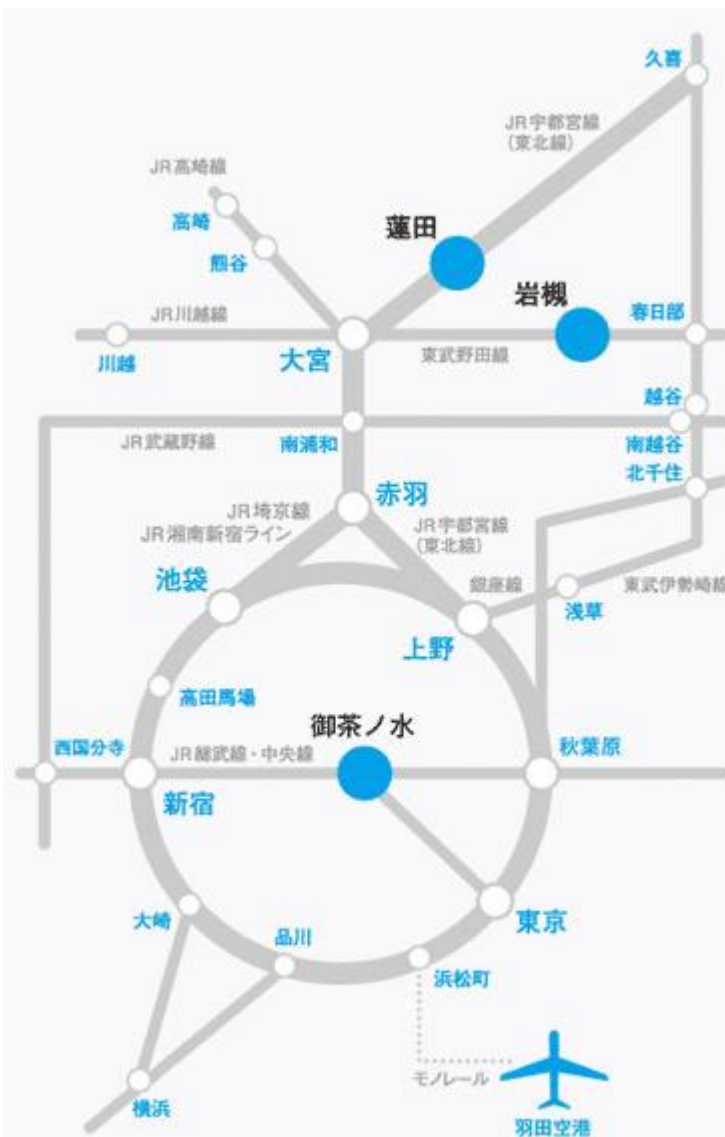 久喜
JR宇都宮線
(東北線)
JR高崎線
高崎
蓮田
熊谷
岩槻
JR川越線
春日部
川越
大宮
東武野田線
越谷
JR武蔵野線
南浦和
南越谷
北千住
赤羽
JR埼京線
JR湘南新宿ライン
JR宇都宮線
(東北線)
池袋
銀座線
東武伊勢崎線
浅草
上野
高田馬場
御茶ノ水
西国分寺
JR総武線・中央線
秋葉原
新宿
大崎
東京
品川
浜松町
モノレール
横浜
羽田空港